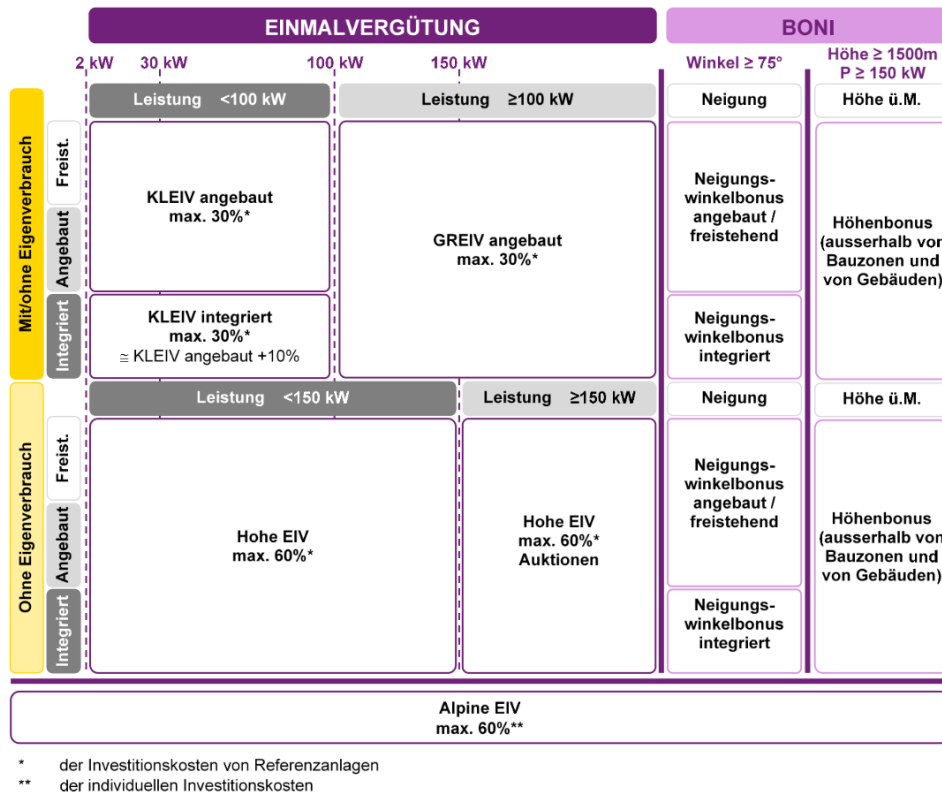 EINMALVERGÜTUNG
BONI
2 kW
30 kW
100 kW
150 kW
Winkel ≥ 75°
Höhe ≥ 1500m
P ≥ 150 kW
Mit/ohne Eigenverbrauch
Leistung <100 kW
Leistung ≥100 kW
Neigung
Höhe ü.M.
Freist.
Angebaut
Integriert
KLEIV angebaut
max. 30%*
GREIV angebaut
max. 30%*
Neigungs-
winkelbonus
angebaut /
freistehend
Höhenbonus
(ausserhalb von
Bauzonen und
von Gebäuden)
KLEIV integriert
max. 30%*
≅ KLEIV angebaut +10%
Neigungs-
winkelbonus
integriert
Ohne Eigenverbrauch
Leistung <150 kW
Leistung ≥150 kW
Neigung
Höhe ü.M.
Freist.
Angebaut
Integriert
Hohe EIV
max. 60%*
Hohe EIV
max. 60%*
Auktionen
Neigungs-
winkelbonus
angebaut /
freistehend
Höhenbonus
(ausserhalb von
Bauzonen und
von Gebäuden)
Neigungs-
winkelbonus
integriert
Alpine EIV
max. 60%**
* der Investitionskosten von Referenzanlagen
** der individuellen Investitionskosten